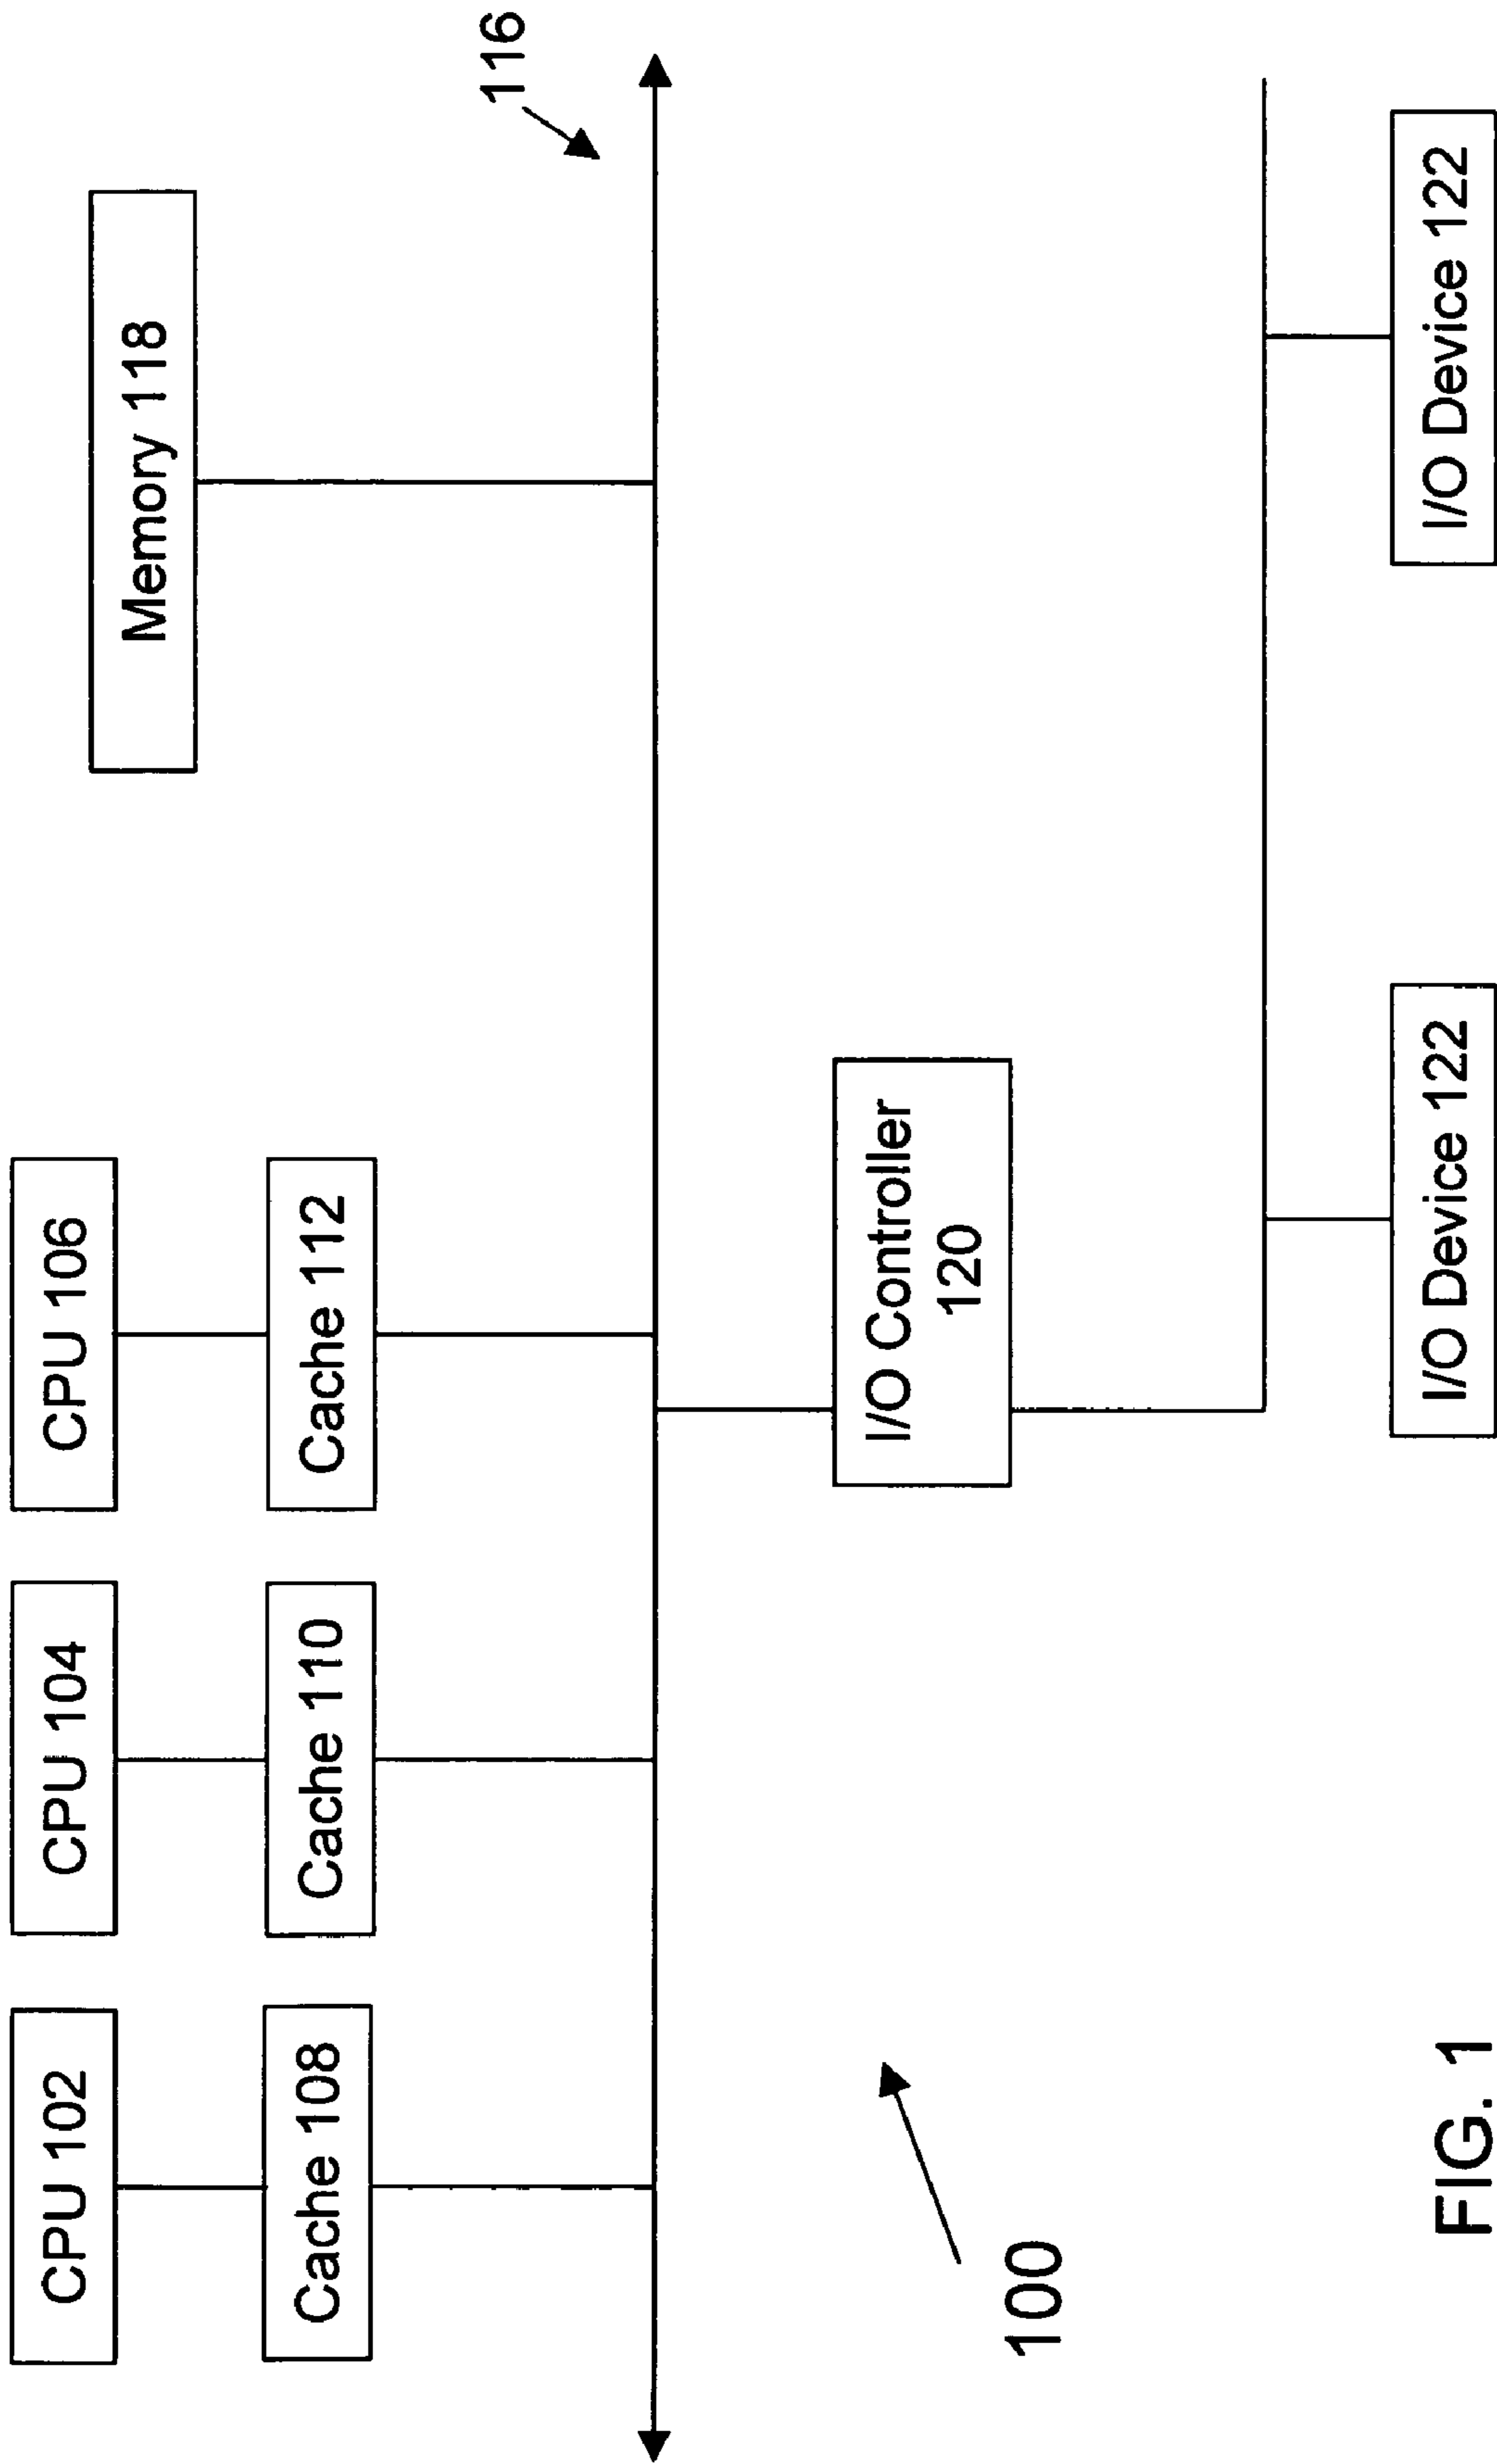 CPU 102
CPU 104
CPU 106
Memory 118
Cache 108
Cache 110
Cache 112
116
I/O Controller
120
100
I/O Device 122
I/O Device 122
FIG. 1